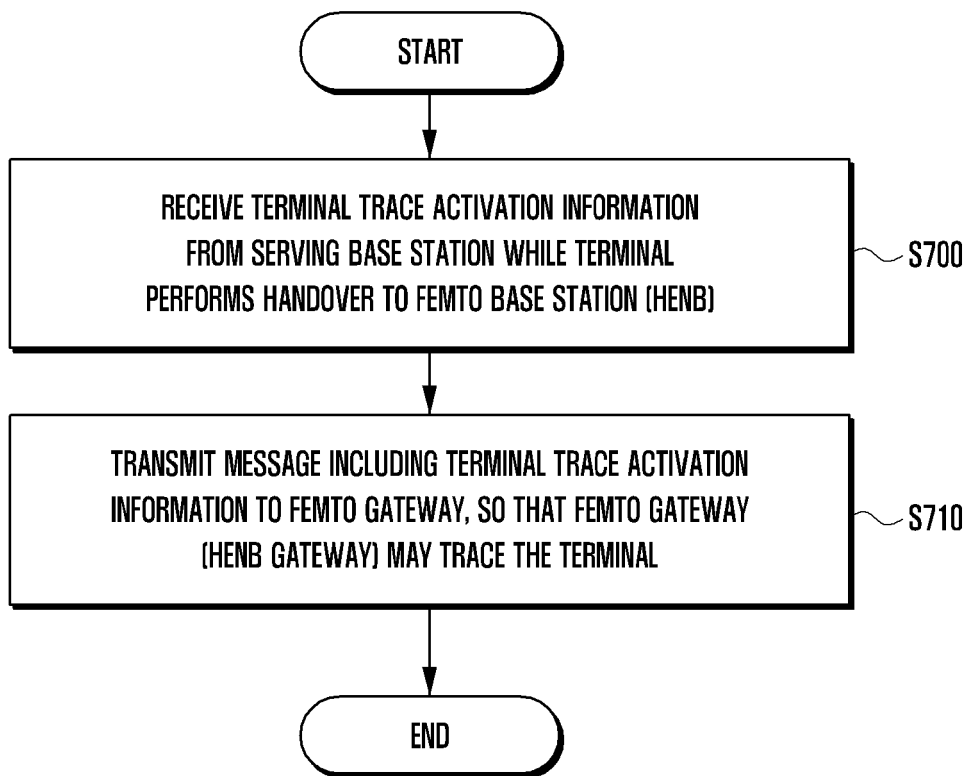 START
RECEIVE TERMINAL TRACE ACTIVATION INFORMATION
FROM SERVING BASE STATION WHILE TERMINAL
PERFORMS HANDOVER TO FEMTO BASE STATION (HENB)
S700
TRANSMIT MESSAGE INCLUDING TERMINAL TRACE ACTIVATION
INFORMATION TO FEMTO GATEWAY, SO THAT FEMTO GATEWAY
(HENB GATEWAY) MAY TRACE THE TERMINAL
S710
END